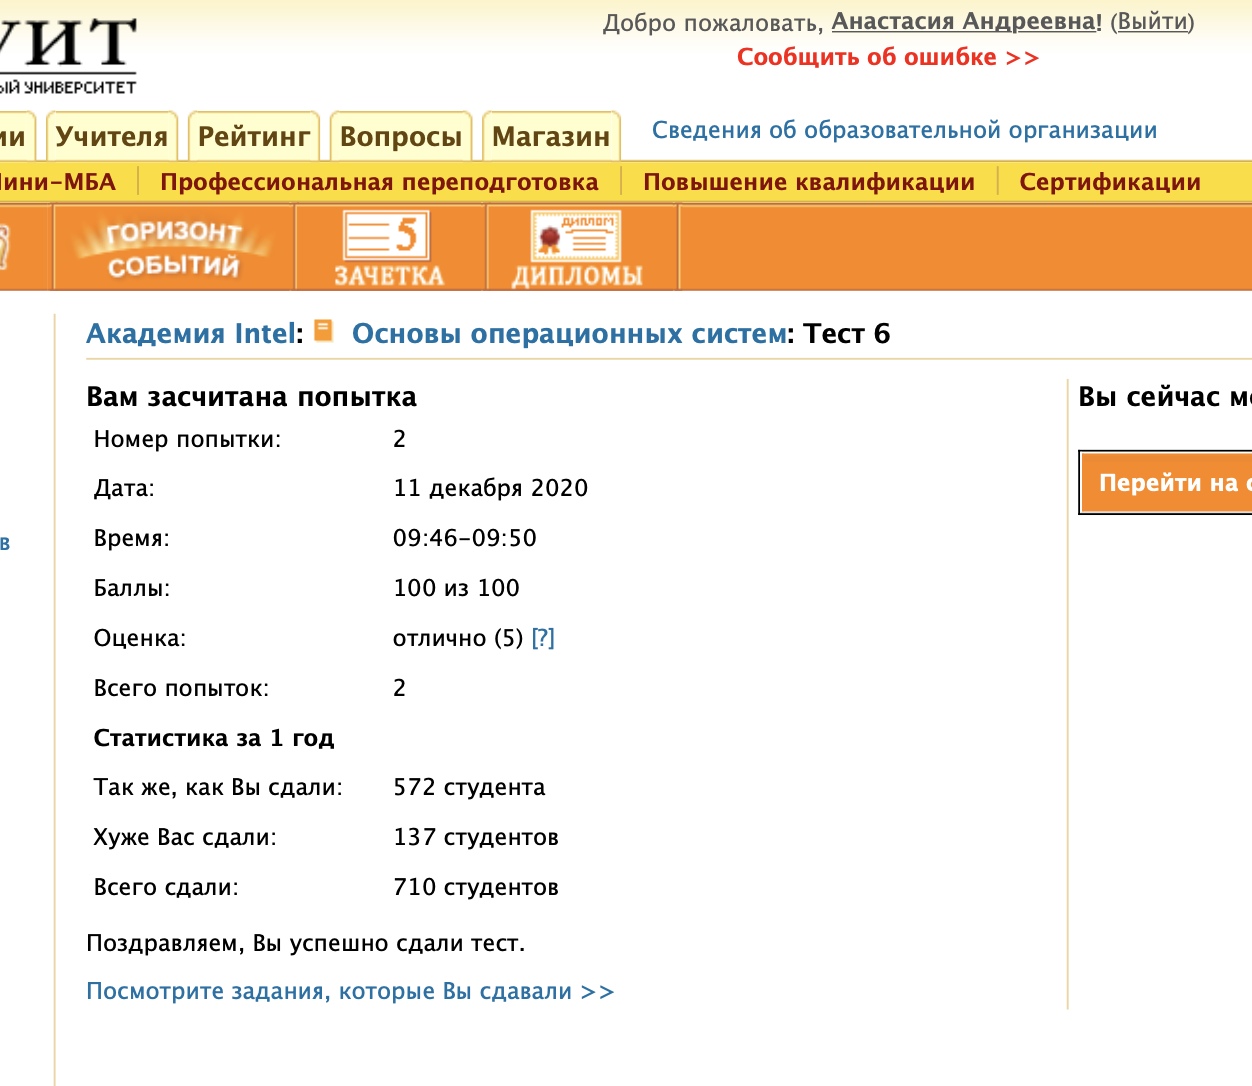 УИТ
ЫЙ УНИВЕРСИТЕТ
Добро пожаловать, Анастасия Андреевна! (Выйти)
Сообщить об ошибке >>
Учителя
Рейтинг
Вопросы
Магазин
Сведения об образовательной организации
Мини-МБА
Профессиональная переподготовка
Повышение квалификации
Сертификации
ГОРИЗОНТ
СОБЫТИЙ
5
ЗАЧЕТКА
ДИПЛОМ
ДИПЛОМЫ
Академия Intel: Основы операционных систем: Тест 6
Вам засчитана попытка
Номер попытки: 2
Дата: 11 декабря 2020
Время: 09:46-09:50
Баллы: 100 из 100
Оценка: отлично (5) [?]
Всего попыток: 2
Статистика за 1 год
Так же, как Вы сдали: 572 студента
Хуже Вас сдали: 137 студентов
Всего сдали: 710 студентов
Поздравляем, Вы успешно сдали тест.
Посмотрите задания, которые Вы сдавали >>
Вы сейчас
Перейти на